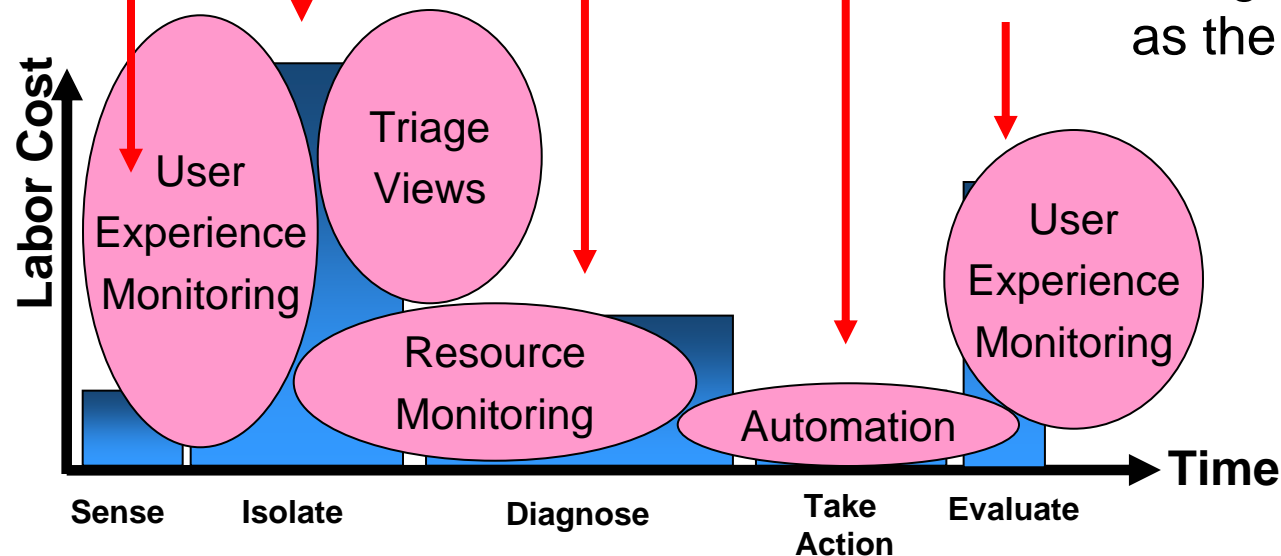 as the
Labor Cost
User
Experience
Monitoring
Triage
Views
Resource
Monitoring
Automation
User
Experience
Monitoring
Time
Sense
Isolate
Diagnose
Take
Action
Evaluate